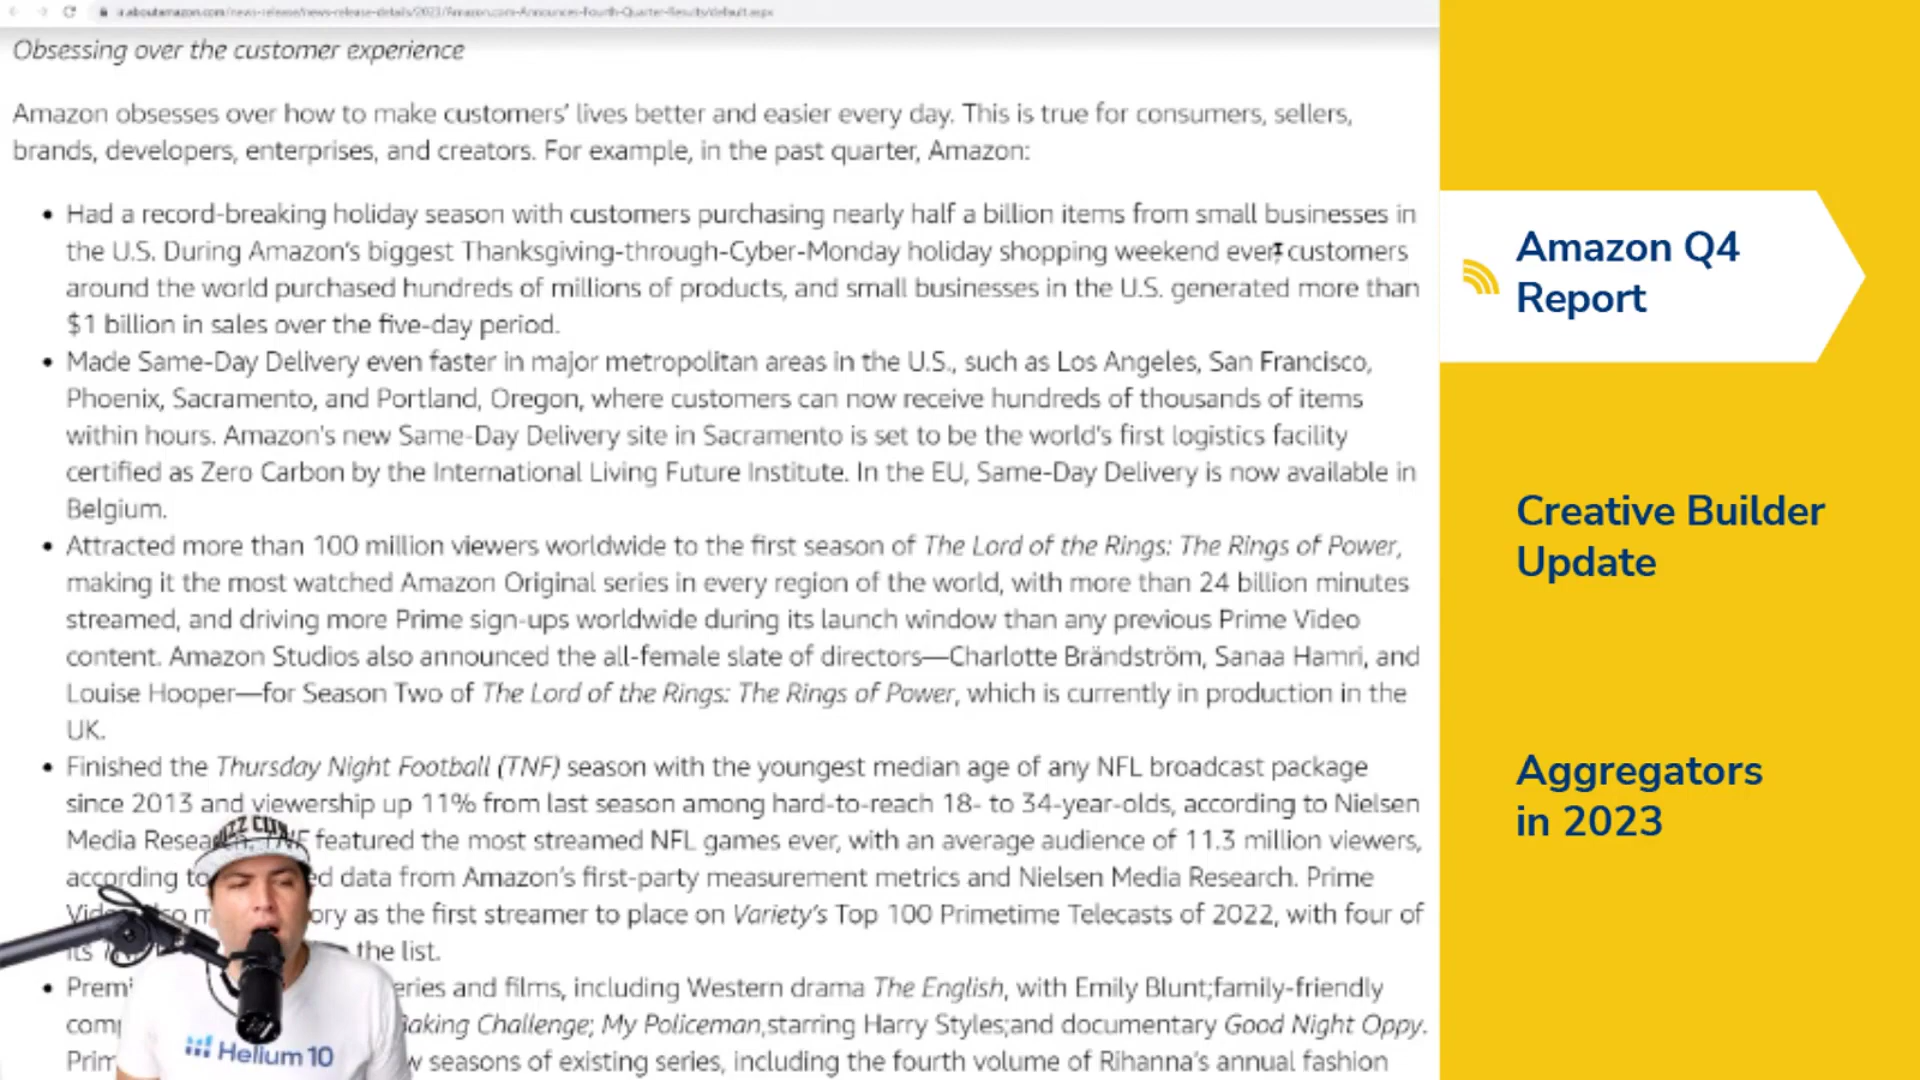 Obsessing over the customer experience
Amazon obsesses over how to make customers' lives better and easier every day. This is true for consumers, sellers,
brands, developers, enterprises, and creators. For example, in the past quarter, Amazon:
• Had a record-breaking holiday season with customers purchasing nearly half a billion items from small businesses in
the U.S. During Amazon's biggest Thanksgiving-through-Cyber-Monday holiday shopping weekend ever, customers
around the world purchased hundreds of millions of products, and small businesses in the U.S. generated more than
$1 billion in sales over the five-day period.
• Made Same-Day Delivery even faster in major metropolitan areas in the U.S., such as Los Angeles, San Francisco,
Phoenix, Sacramento, and Portland, Oregon, where customers can now receive hundreds of thousands of items
within hours. Amazon's new Same-Day Delivery site in Sacramento is set to be the world's first logistics facility
certified as Zero Carbon by the International Living Future Institute. In the EU, Same-Day Delivery is now available in
Belgium.
• Attracted more than 100 million viewers worldwide to the first season of The Lord of the Rings: The Rings of Power,
making it the most watched Amazon Original series in every region of the world, with more than 24 billion minutes
streamed, and driving more Prime sign-ups worldwide during its launch window than any previous Prime Video
content. Amazon Studios also announced the all-female slate of directors—Charlotte Brändström, Sanaa Hamri, and
Louise Hooper—for Season Two of The Lord of the Rings: The Rings of Power, which is currently in production in the
UK.
• Finished the Thursday Night Football (TNF) season with the youngest median age of any NFL broadcast package
since 2013 and viewership up 11% from last season among hard-to-reach 18- to 34-year-olds, according to Nielsen
Media Research. TNF featured the most streamed NFL games ever, with an average audience of 11.3 million viewers,
according to data from Amazon's first-party measurement metrics and Nielsen Media Research. Prime
as the first streamer to place on Variety's Top 100 Primetime Telecasts of 2022, with four of
its the list.
• and films, including Western drama The English, with Emily Blunt;family-friendly
Baking Challenge; My Policeman,starring Harry Styles;and documentary Good Night Oppy.
seasons of existing series, including the fourth volume of Rihanna's annual fashion
Helium 10
Amazon Q4
Report
Creative Builder
Update
Aggregators
in 2023